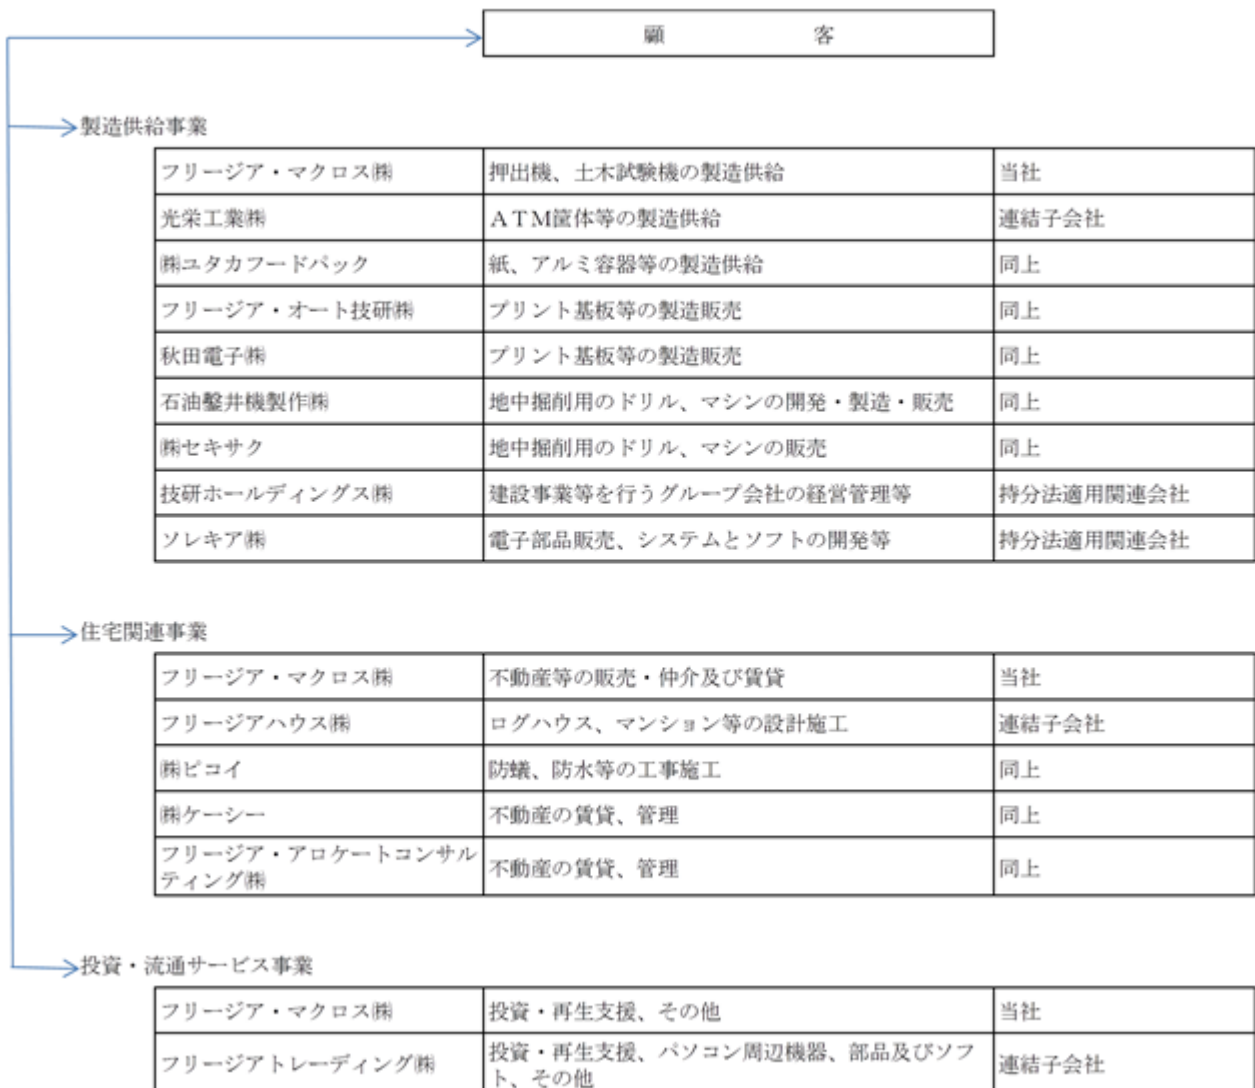 顧　　　客
製造供給事業
フリージア・マクロス㈱ 押出機、土木試験機の製造供給 当社
光栄工業㈱ ＡＴＭ筐体等の製造供給 連結子会社
㈱ユタカフードパック 紙、アルミ容器等の製造供給 同上
フリージア・オート技研㈱ プリント基板等の製造販売 同上
秋田電子㈱ プリント基板等の製造販売 同上
石油鑿井機製作㈱ 地中掘削用のドリル、マシンの開発・製造・販売 同上
㈱セキサク 地中掘削用のドリル、マシンの販売 同上
技研ホールディングス㈱ 建設事業等を行うグループ会社の経営管理等 持分法適用関連会社
ソレキア㈱ 電子部品販売、システムとソフトの開発等 持分法適用関連会社
住宅関連事業
フリージア・マクロス㈱ 不動産等の販売・仲介及び賃貸 当社
フリージアハウス㈱ ログハウス、マンション等の設計施工 連結子会社
㈱ピコイ 防蟻、防水等の工事施工 同上
㈱ケーシー 不動産の賃貸、管理 同上
フリージア・アロケートコンサル
ティング㈱ 不動産の賃貸、管理 同上
投資・流通サービス事業
フリージア・マクロス㈱ 投資・再生支援、その他 当社
フリージアトレーディング㈱ 投資・再生支援、パソコン周辺機器、部品及びソフ
ト、その他 連結子会社